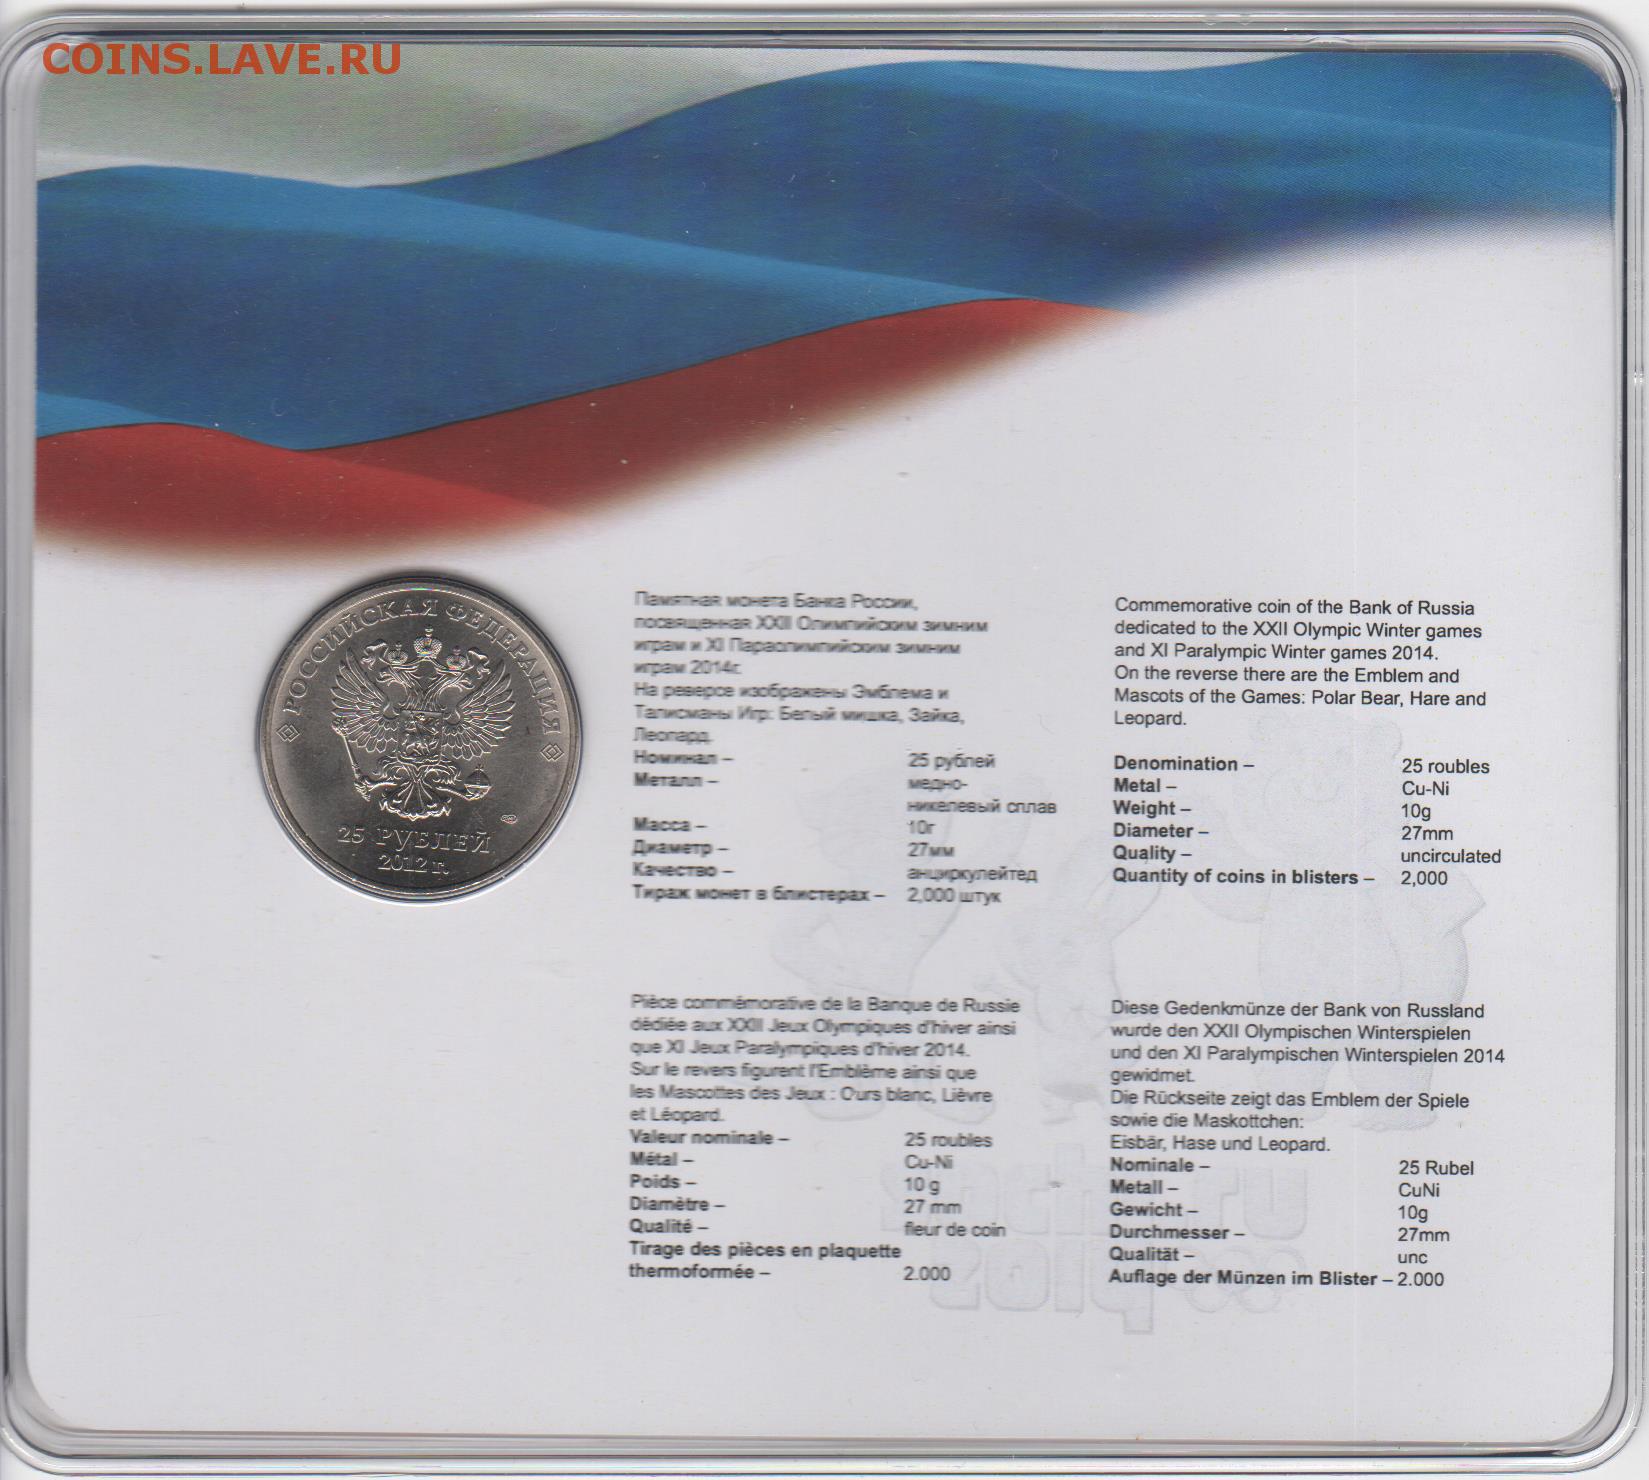 COINS.LAVE.RU
РОССИЙСКАЯ ФЕДЕРАЦИЯ
25 РУБЛЕЙ
2012 г.
Памятная монета Банка России,
посвященная XXII Олимпийским зимним
играм и XI Параолимпийским зимним
играм 2014г.
На реверсе изображены Эмблема и
Талисманы Игр: Белый мишка, Зайка,
Леопард.
Номинал – 25 рублей
Металл – медно-
никелевый сплав
Масса – 10г
Диаметр – 27мм
Качество – анциркулейтед
Тираж монет в блистерах – 2,000 штук
Commemorative coin of the Bank of Russia
dedicated to the XXII Olympic Winter games
and XI Paralympic Winter games 2014.
On the reverse there are the Emblem and
Mascots of the Games: Polar Bear, Hare and
Leopard.
Denomination – 25 roubles
Metal – Cu-Ni
Weight – 10g
Diameter – 27mm
Quality – uncirculated
Quantity of coins in blisters – 2,000
Pièce commémorative de la Banque de Russie
dédiée aux XXII Jeux Olympiques d'hiver ainsi
que XI Jeux Paralympiques d'hiver 2014.
Sur le revers figurent l'Emblème ainsi que
les Mascottes des Jeux : Ours blanc, Lièvre
et Léopard.
Valeur nominale – 25 roubles
Métal – Cu-Ni
Poids – 10 g
Diamètre – 27 mm
Qualité – fleur de coin
Tirage des pièces en plaquette
thermoformée – 2.000
Diese Gedenkmünze der Bank von Russland
wurde den XXII Olympischen Winterspielen
und den XI Paralympischen Winterspielen 2014
gewidmet.
Die Rückseite zeigt das Emblem der Spiele
sowie die Maskottchen:
Eisbär, Hase und Leopard.
Nominale – 25 Rubel
Metall – CuNi
Gewicht – 10g
Durchmesser – 27mm
Qualität – unc
Auflage der Münzen im Blister – 2.000